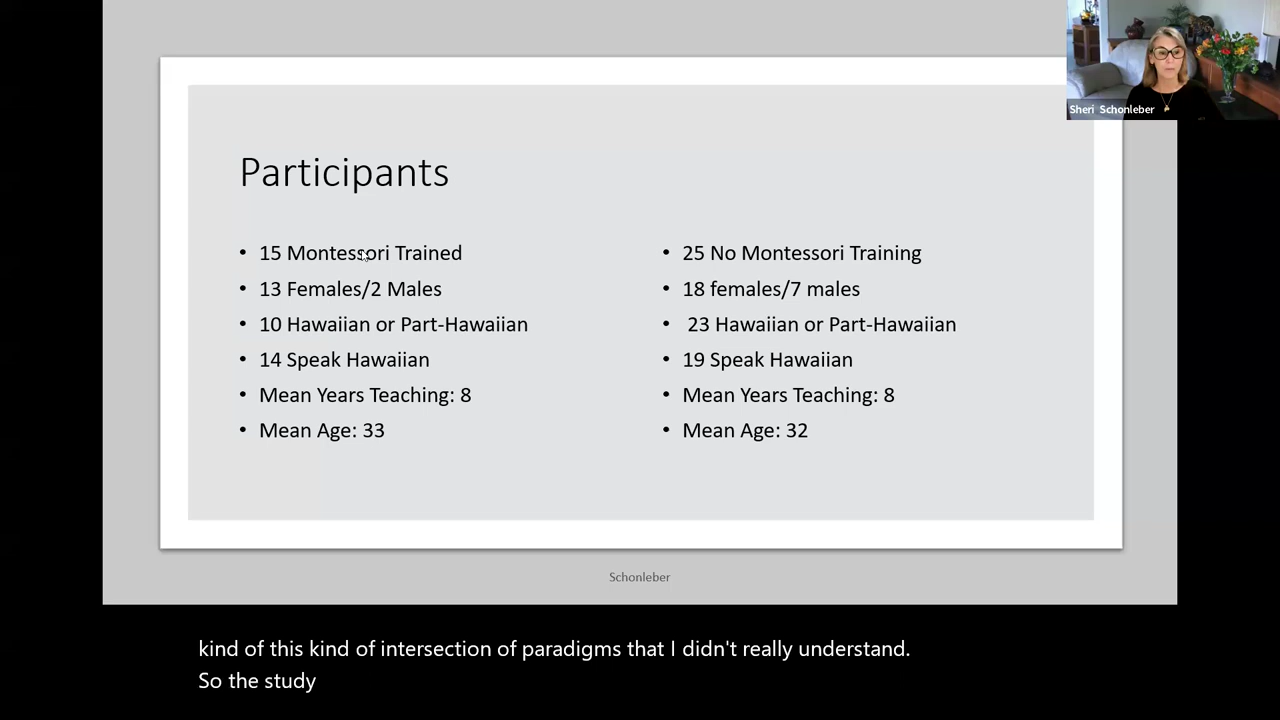 Sheri Schonleber
Participants
• 15 Montessori Trained
• 13 Females/2 Males
• 10 Hawaiian or Part-Hawaiian
• 14 Speak Hawaiian
• Mean Years Teaching: 8
• Mean Age: 33
• 25 No Montessori Training
• 18 females/7 males
• 23 Hawaiian or Part-Hawaiian
• 19 Speak Hawaiian
• Mean Years Teaching: 8
• Mean Age: 32
Schonleber
kind of this kind of intersection of paradigms that I didn't really understand.
So the study